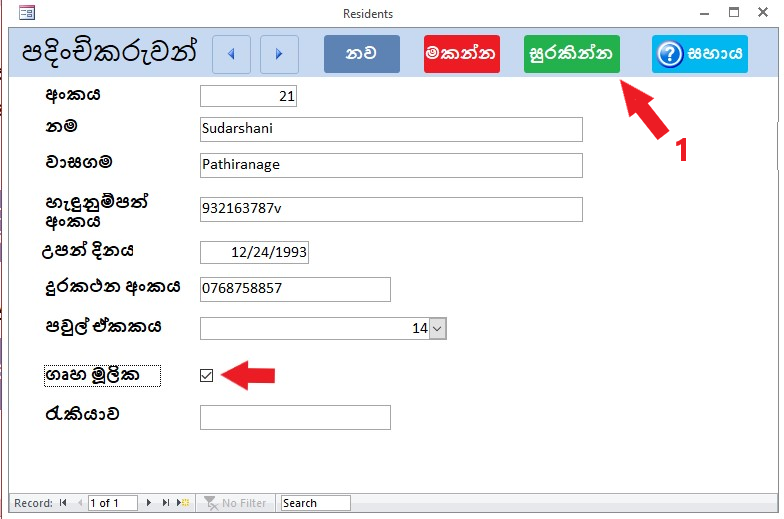 Residents
පදිංචිකරුවන් නව මකන්න සුරකින්න ? සහාය
අංකය 21
1
නම Sudarshani
වාසගම Pathiranage
හැඳුනුම්පත්
අංකය 932163787v
උපන් දිනය 12/24/1993
දුරකථන අංකය 0768758857
පවුල් ඒකකය 14
ගෘහ මූලික
රැකියාව
Record: 1 of 1 No Filter Search